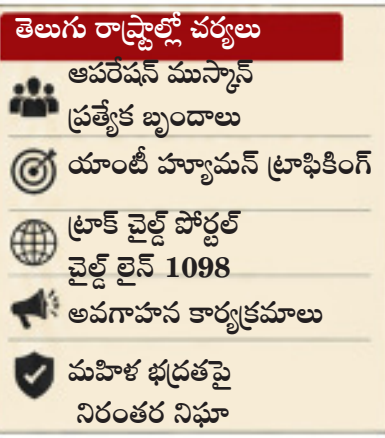 తెలుగు రాష్ట్రాల్లో చర్యలు
ఆపరేషన్ ముస్కాన్
ప్రత్యేక బృందాలు
యాంటీ హ్యూమన్ ట్రాఫికింగ్
ట్రాక్ చైల్డ్ పోర్టల్
చైల్డ్ లైన్ 1098
అవగాహన కార్యక్రమాలు
మహిళ భద్రతపై
నిరంతర నిఘా